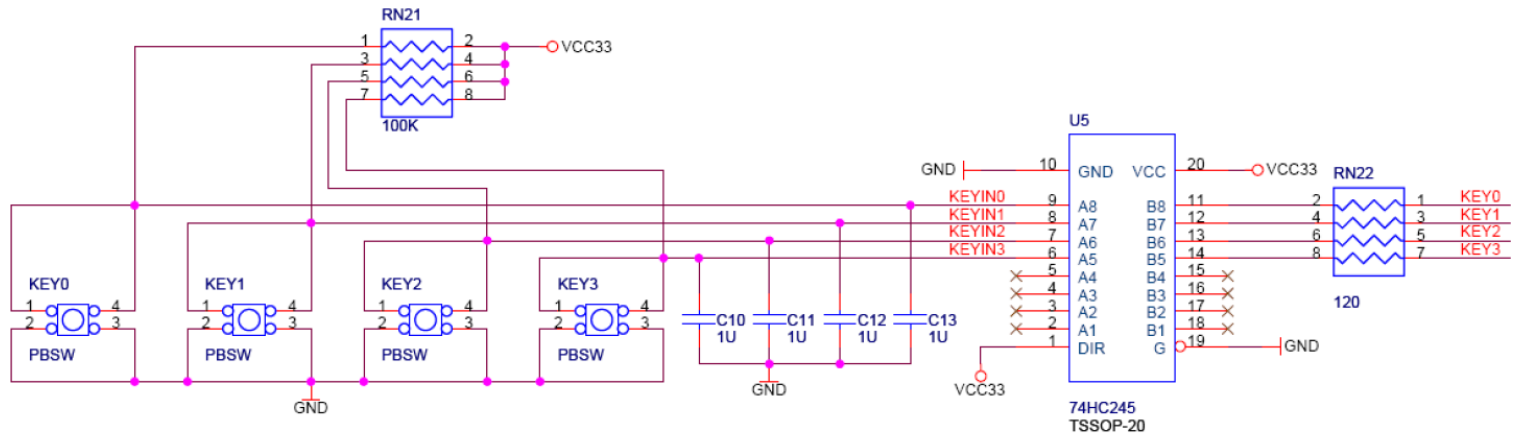 RN21
1 2 VCC33
3 4
5 6
7 8
100K
U5
GND 10 GND VCC 20 VCC33
RN22
KEYIN0 9 A8 B8 11 2 1 KEY0
KEYIN1 8 A7 B7 12 4 3 KEY1
KEYIN2 7 A6 B6 13 6 5 KEY2
KEYIN3 6 A5 B5 14 8 7 KEY3
5 A4 B4 15
4 A3 B3 16
3 A2 B2 17
2 A1 B1 18
1 DIR G 19 GND
120
KEY0 KEY1 KEY2 KEY3
1 4 1 4 1 4 1 4
2 3 2 3 2 3 2 3
PBSW PBSW PBSW PBSW
C10 C11 C12 C13
1U 1U 1U 1U
GND GND VCC33
74HC245
TSSOP-20